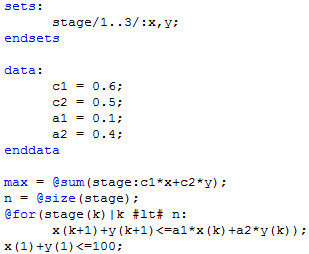 sets:
stage/1..3/:x,y;
endsets
data:
c1 = 0.6;
c2 = 0.5;
a1 = 0.1;
a2 = 0.4;
enddata
max = @sum(stage:c1*x+c2*y);
n = @size(stage);
@for(stage(k)|k #lt# n:
x(k+1)+y(k+1)<=a1*x(k)+a2*y(k));
x(1)+y(1)<=100;